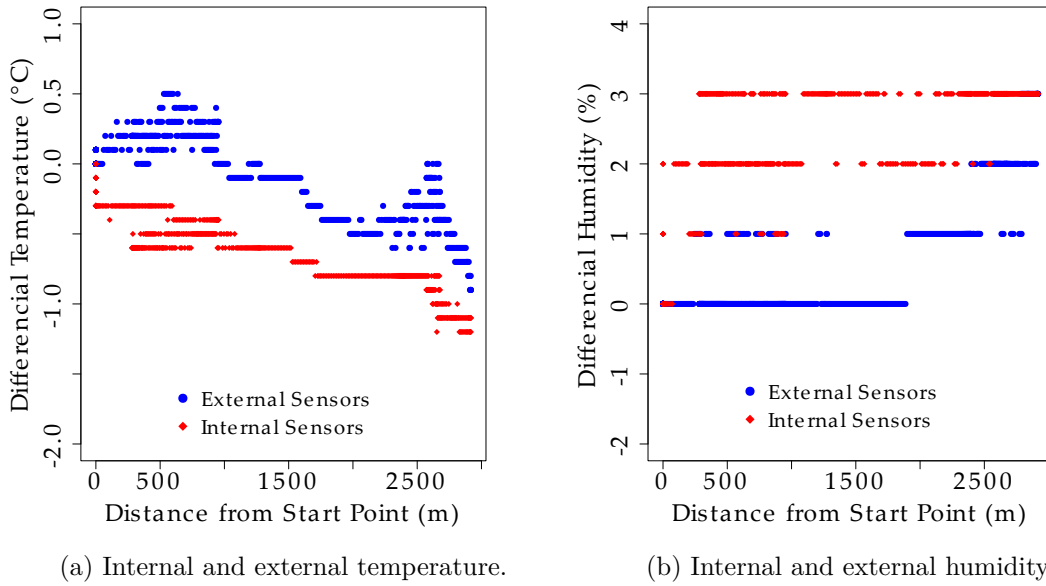 Differencial Temperature (°C)
1.0
0.5
0.0
-1.0
-2.0
External Sensors
Internal Sensors
0 500 1500 2500
Distance from Start Point (m)
(a) Internal and external temperature.
Differencial Humidity (%)
4
3
2
1
0
-1
-2
External Sensors
Internal Sensors
0 500 1500 2500
Distance from Start Point (m)
(b) Internal and external humidity